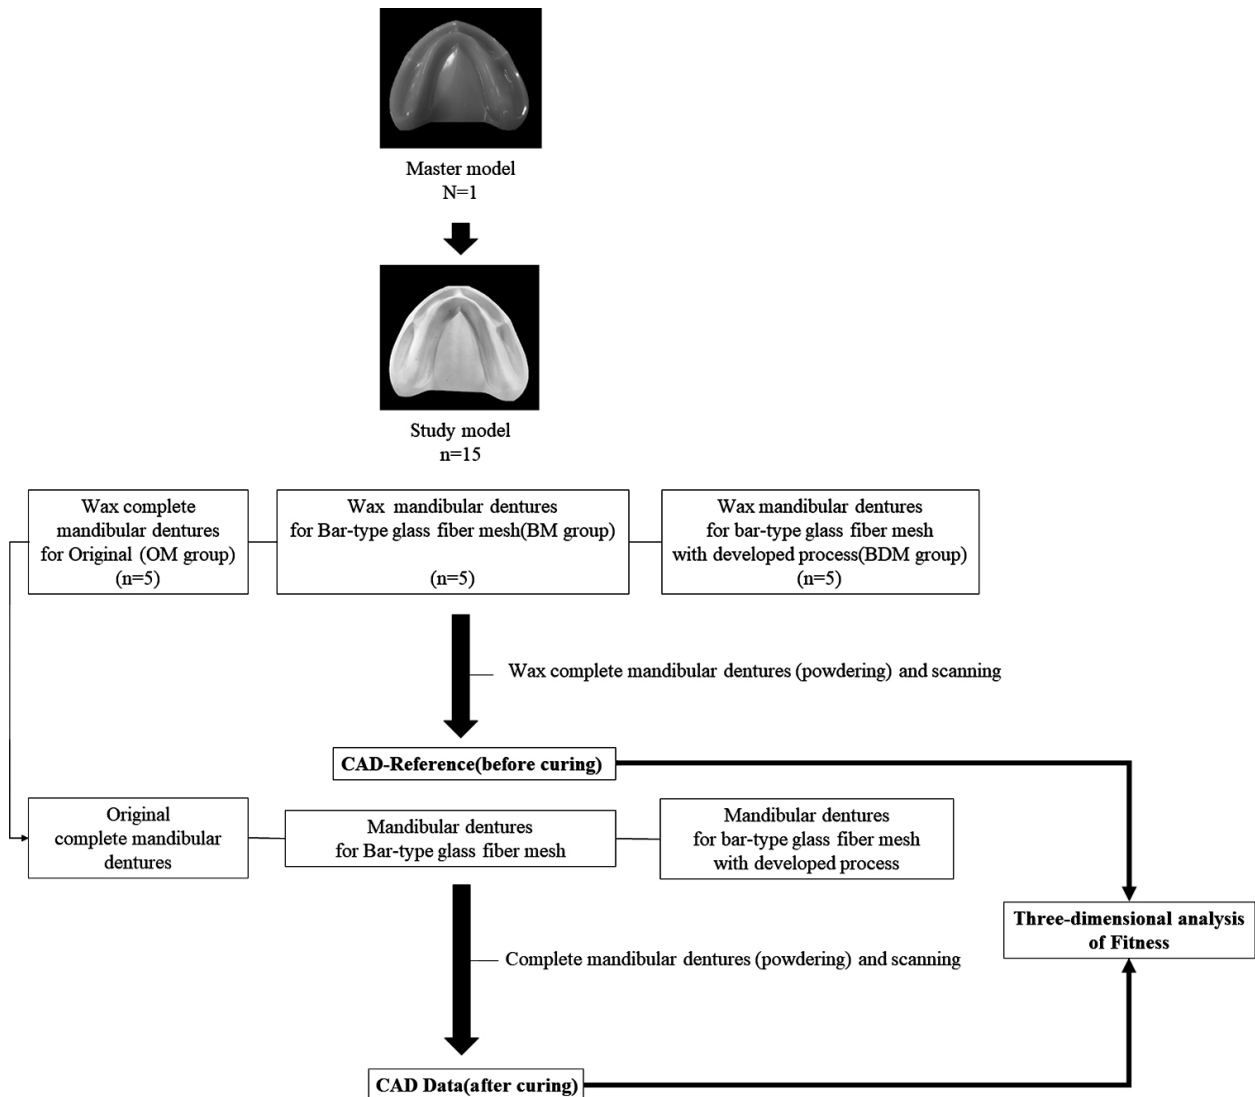 Master model
N=1
Study model
n=15
Wax complete
mandibular dentures
for Original (OM group)
(n=5)
Wax mandibular dentures
for Bar-type glass fiber mesh(BM group)
(n=5)
Wax mandibular dentures
for bar-type glass fiber mesh
with developed process(BDM group)
(n=5)
Wax complete mandibular dentures (powdering) and scanning
CAD-Reference(before curing)
Original
complete mandibular
dentures
Mandibular dentures
for Bar-type glass fiber mesh
Mandibular dentures
for bar-type glass fiber mesh
with developed process
Three-dimensional analysis
of Fitness
Complete mandibular dentures (powdering) and scanning
CAD Data(after curing)